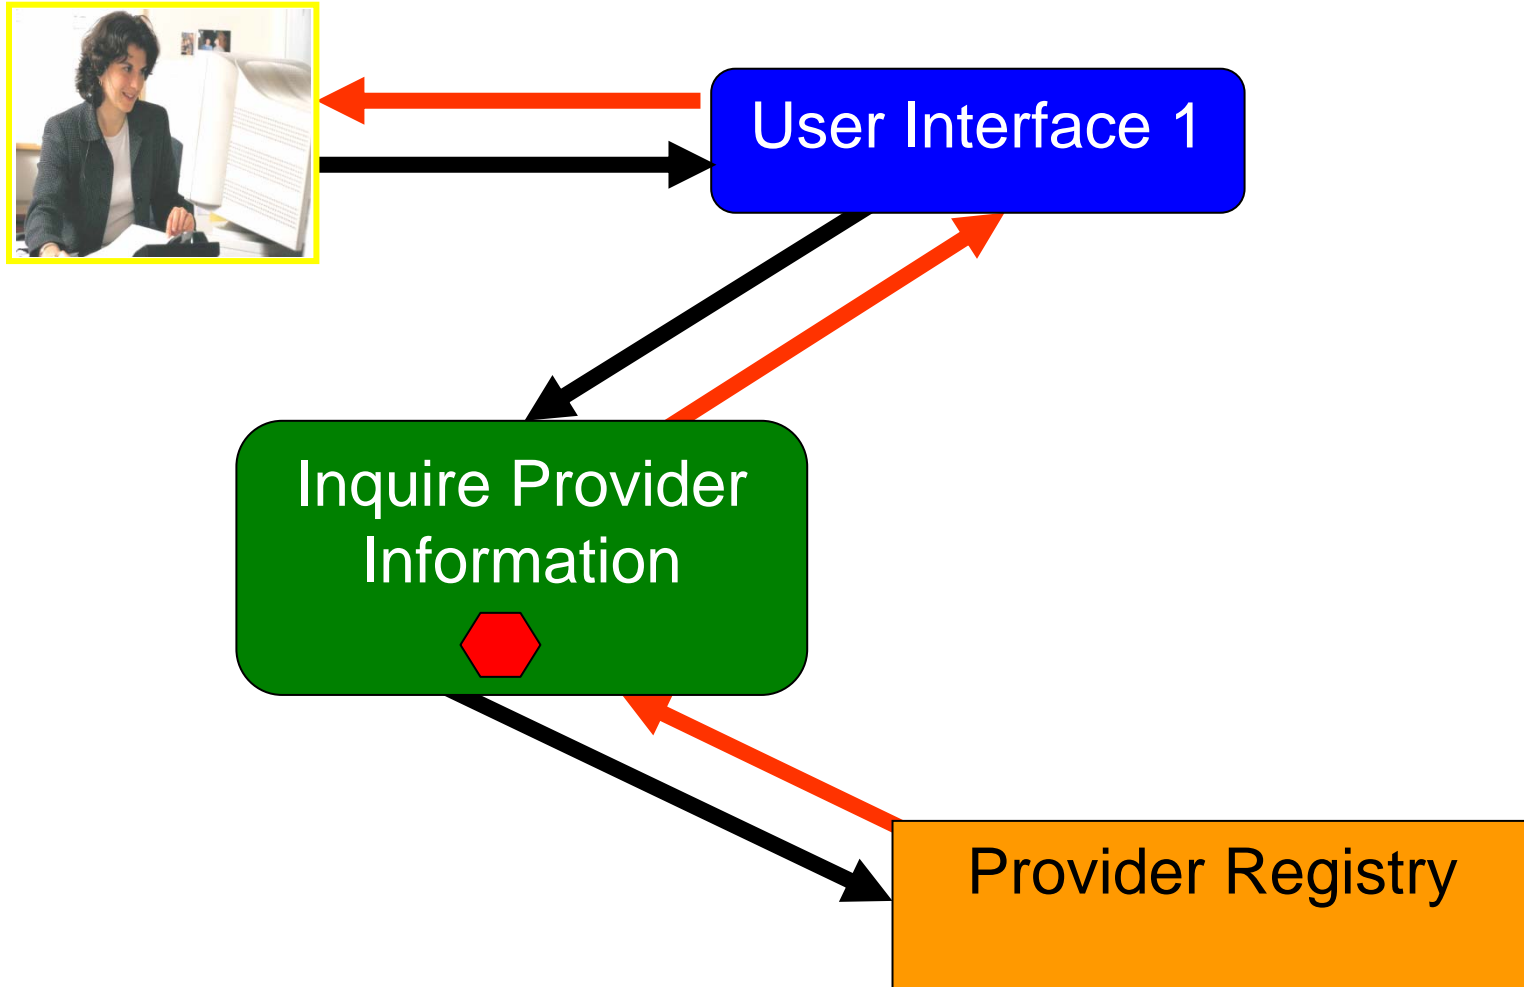 User Interface 1
Inquire Provider
Information
Provider Registry